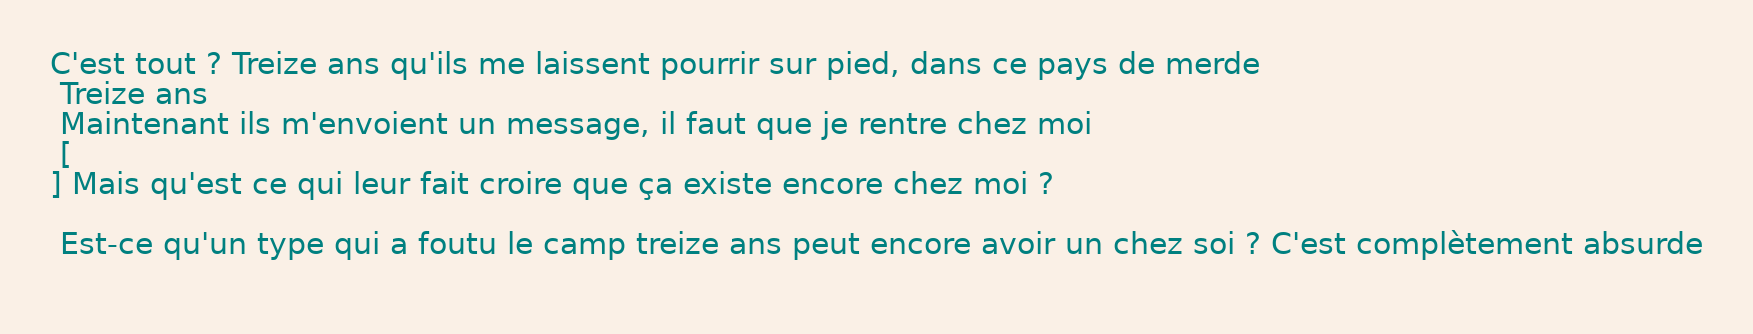 C'est tout ? Treize ans qu'ils me laissent pourrir sur pied, dans ce pays de merde
Treize ans
Maintenant ils m'envoient un message, il faut que je rentre chez moi
[
] Mais qu'est ce qui leur fait croire que ça existe encore chez moi ?
Est-ce qu'un type qui a foutu le camp treize ans peut encore avoir un chez soi ? C'est complètement absurde